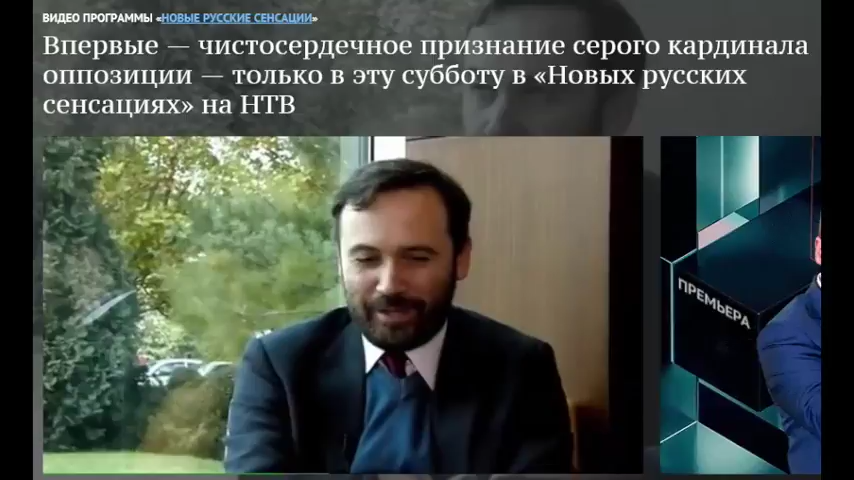 ВИДЕО ПРОГРАММЫ «НОВЫЕ РУССКИЕ СЕНСАЦИИ»
Впервые — чистосердечное признание серого кардинала
оппозиции — только в эту субботу в «Новых русских
сенсациях» на НТВ
ПРЕМЬЕРА